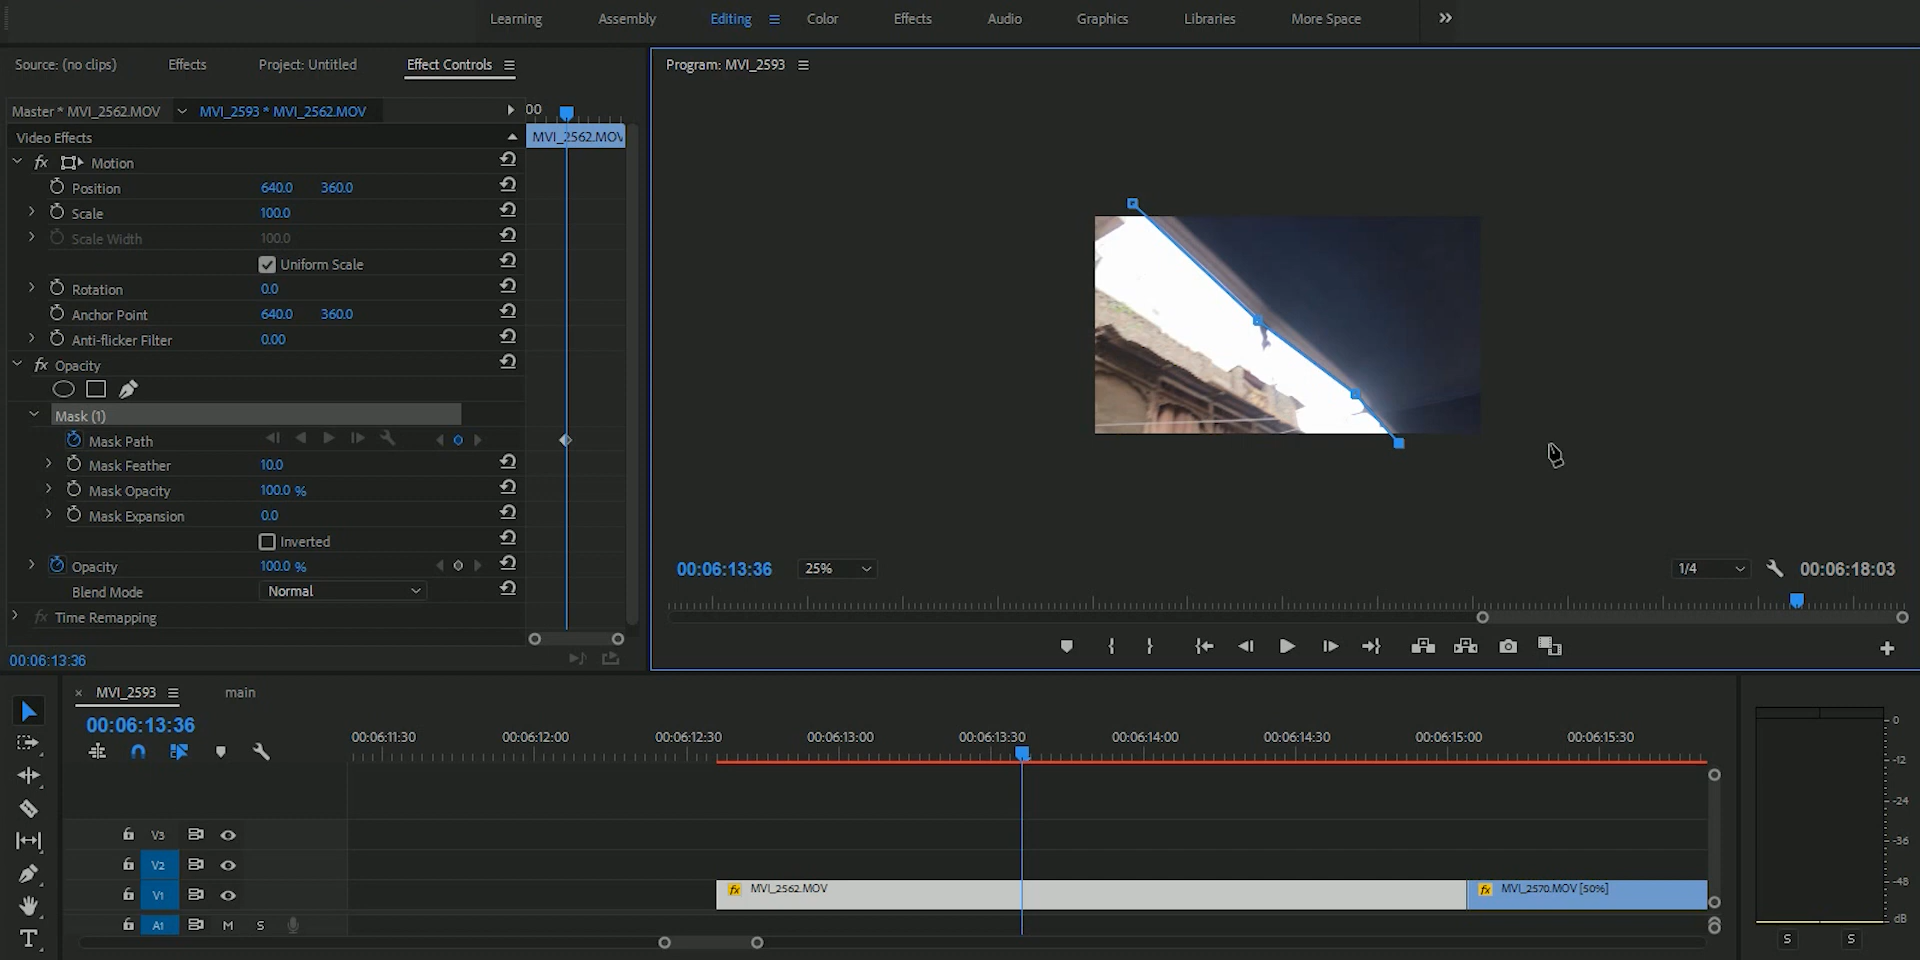 Learning Assembly Editing Color Effects Audio Graphics Libraries More Space
Source: (no clips) Effects Project: Untitled Effect Controls
Program: MVI_2593
Master * MVI_2562.MOV MVI_2593 * MVI_2562.MOV
00
Video Effects
MVI_2562.MOV
fx Motion
Position 640.0 360.0
Scale 100.0
Scale Width 100.0
Uniform Scale
Rotation 0.0
Anchor Point 640.0 360.0
Anti-flicker Filter 0.00
fx Opacity
Mask (1)
Mask Path
Mask Feather 10.0
Mask Opacity 100.0 %
Mask Expansion 0.0
Inverted
Opacity 100.0 %
Blend Mode Normal
fx Time Remapping
00:06:13:36
00:06:13:36 25% 1/4 00:06:18:03
MVI_2593 main
00:06:13:36
00:06:11:30 00:06:12:00 00:06:12:30 00:06:13:00 00:06:13:30 00:06:14:00 00:06:14:30 00:06:15:00 00:06:15:30
V3
V2
V1 fx MVI_2562.MOV fx MVI_2570.MOV [50%]
A1 M S
T
0
-12
-24
-36
-48
dB
S S